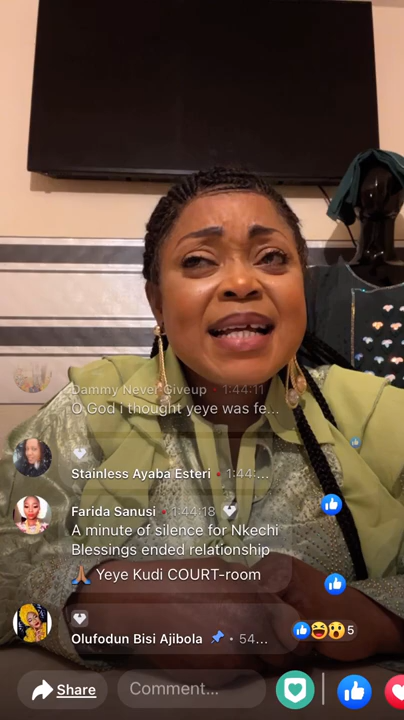 Dammy Never Giveup • 1:44:11
O God i thought yeye was fe...
Stainless Ayaba Esteri • 1:44:...
Farida Sanusi • 1:44:18
A minute of silence for Nkechi
Blessings ended relationship
🙏🏾 Yeye Kudi COURT-room
Olufodun Bisi Ajibola • 54...
5
Share
Comment...